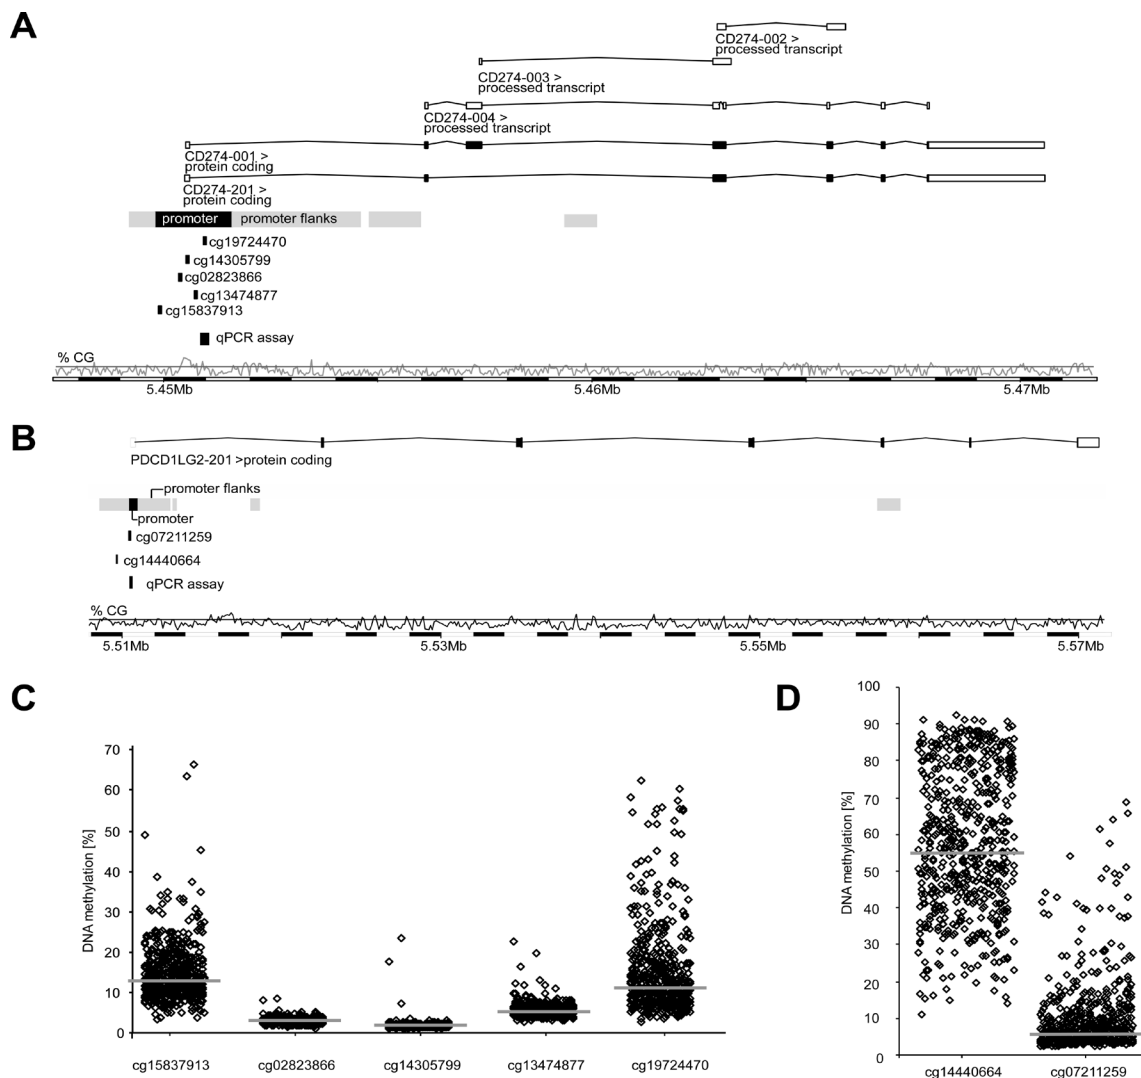 A
CD274-002 >
processed transcript
CD274-003 >
processed transcript
CD274-004 >
processed transcript
CD274-001 >
protein coding
CD274-201 >
protein coding
promoter promoter flanks
cg19724470
cg14305799
cg02823866
cg13474877
cg15837913
qPCR assay
% CG
5.45Mb 5.46Mb 5.47Mb
B
PDCD1LG2-201 >protein coding
promoter flanks
promoter
cg07211259
cg14440664
qPCR assay
% CG
5.51Mb 5.53Mb 5.55Mb 5.57Mb
C
DNA methylation [%]
70
60
50
40
30
20
10
0
cg15837913 cg02823866 cg14305799 cg13474877 cg19724470
D
DNA methylation [%]
100
90
80
70
60
50
40
30
20
10
0
cg14440664 cg07211259